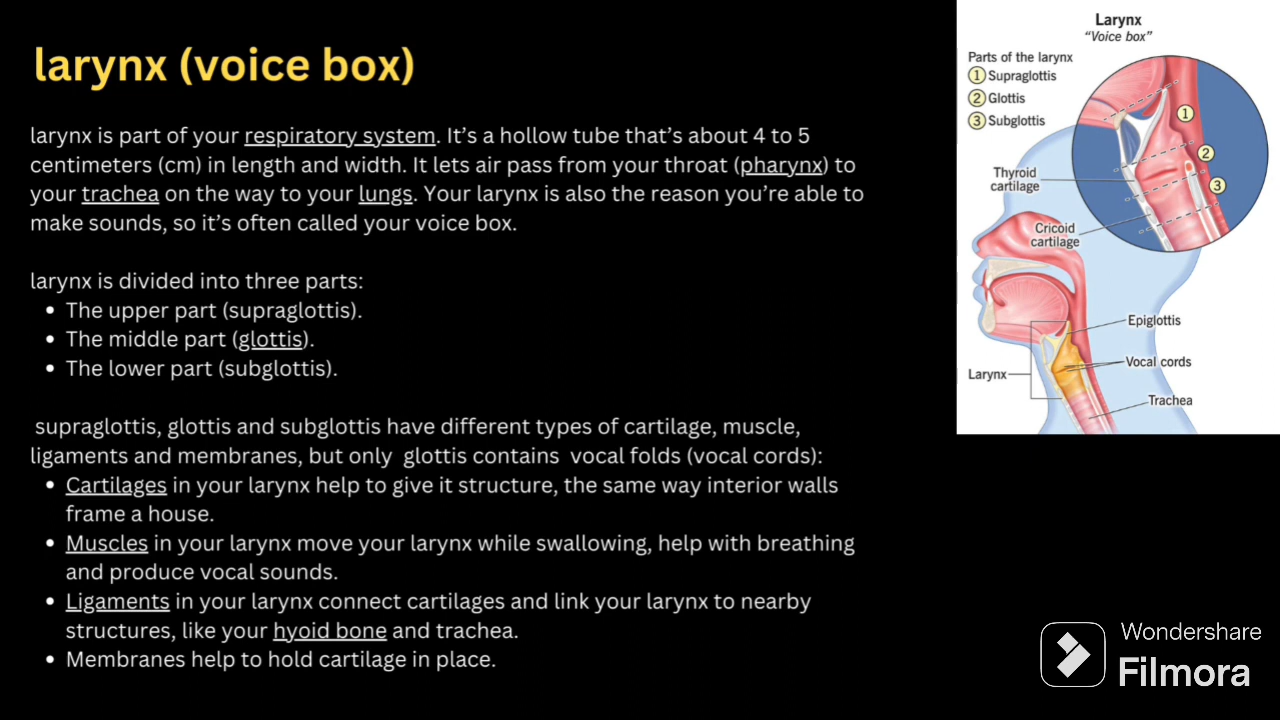 larynx (voice box)
larynx is part of your respiratory system. It's a hollow tube that's about 4 to 5
centimeters (cm) in length and width. It lets air pass from your throat (pharynx) to
your trachea on the way to your lungs. Your larynx is also the reason you're able to
make sounds, so it's often called your voice box.
larynx is divided into three parts:
• The upper part (supraglottis).
• The middle part (glottis).
• The lower part (subglottis).
supraglottis, glottis and subglottis have different types of cartilage, muscle,
ligaments and membranes, but only glottis contains vocal folds (vocal cords):
• Cartilages in your larynx help to give it structure, the same way interior walls
frame a house.
• Muscles in your larynx move your larynx while swallowing, help with breathing
and produce vocal sounds.
• Ligaments in your larynx connect cartilages and link your larynx to nearby
structures, like your hyoid bone and trachea.
• Membranes help to hold cartilage in place.
Larynx
"Voice box"
Parts of the larynx
1 Supraglottis
2 Glottis
3 Subglottis
1
2
3
Thyroid
cartilage
Cricoid
cartilage
Epiglottis
Vocal cords
Larynx
Trachea
Wondershare
Filmora